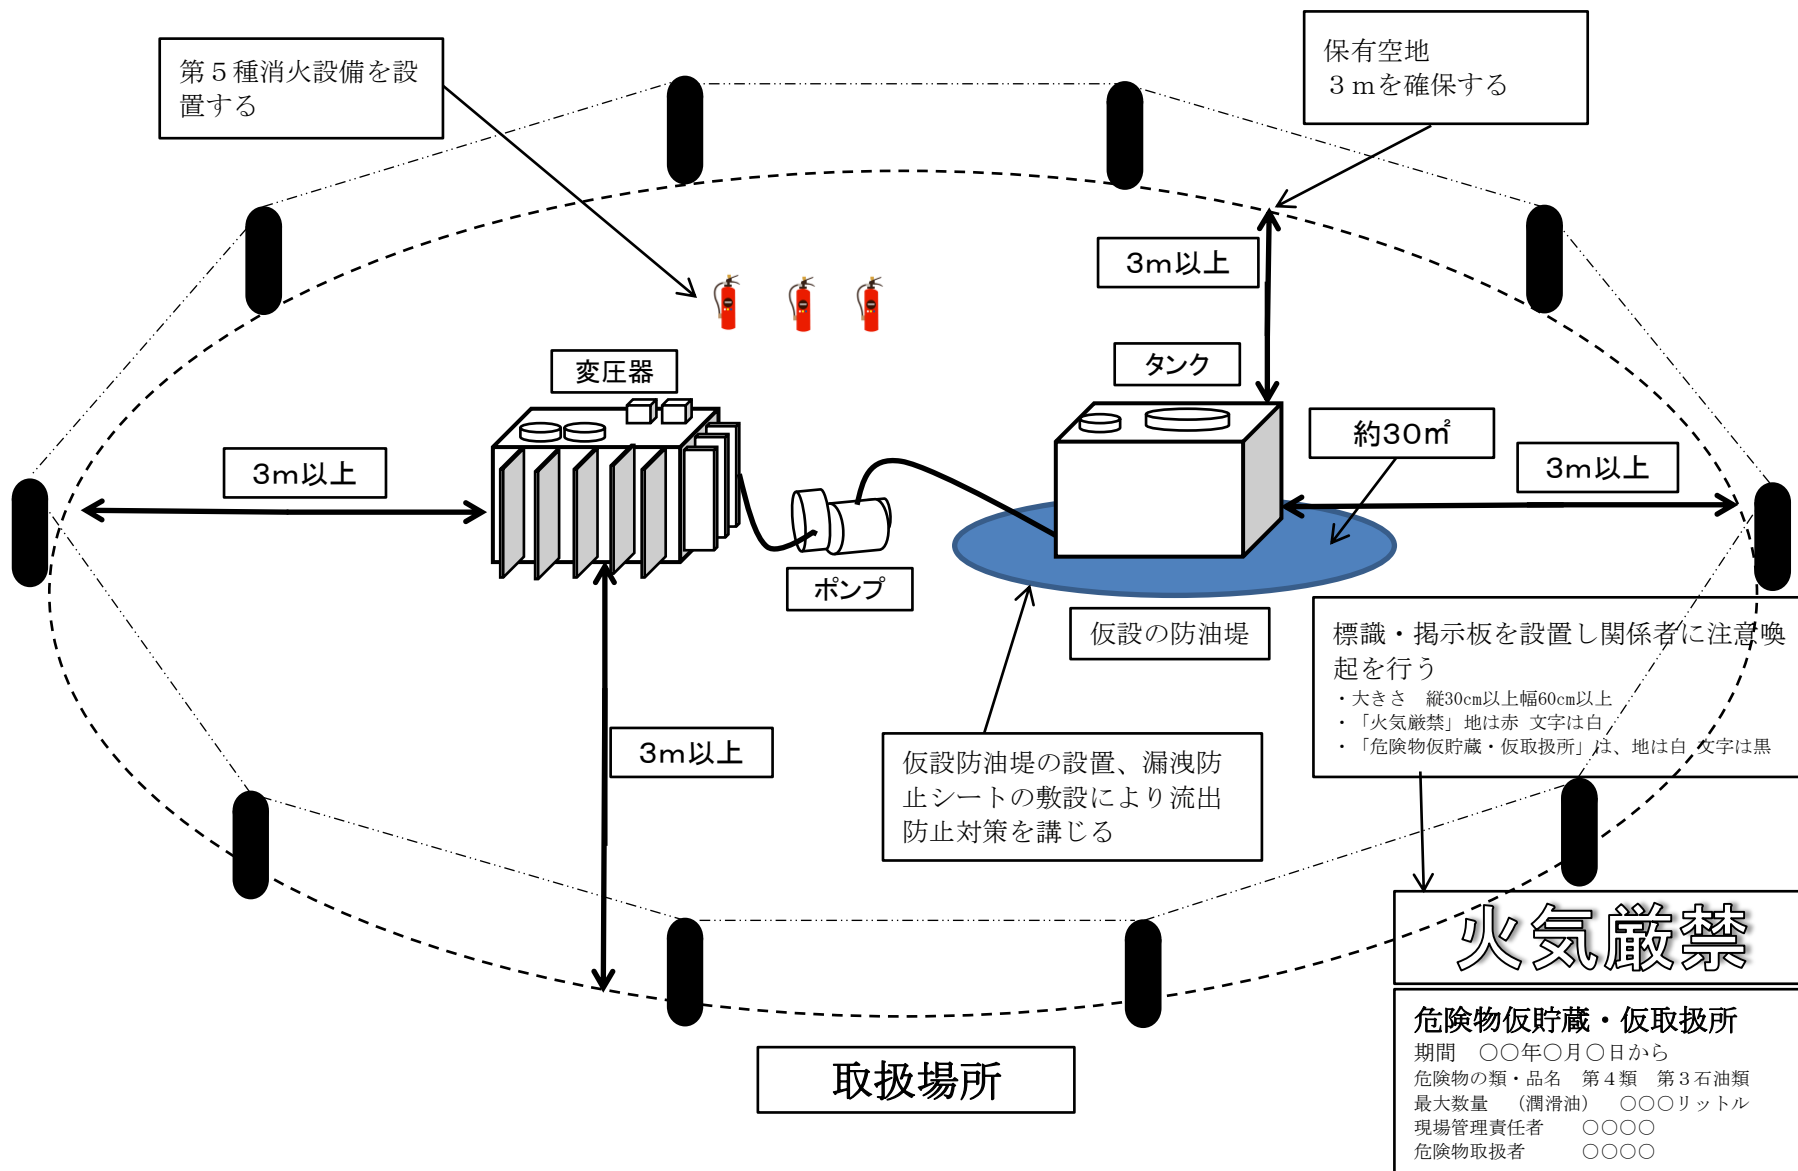 第５種消火設備を設
置する
保有空地
３ｍを確保する
3ｍ以上
変圧器
タンク
約30㎡
3ｍ以上
3ｍ以上
ポンプ
仮設の防油堤
標識・掲示板を設置し関係者に注意喚
起を行う
・大きさ　縦30㎝以上幅60㎝以上
・「火気厳禁」地は赤 文字は白
・「危険物仮貯蔵・仮取扱所」は、地は白 文字は黒
3ｍ以上
仮設防油堤の設置、漏洩防
止シートの敷設により流出
防止対策を講じる
火気厳禁
危険物仮貯蔵・仮取扱所
期間　○○年○月○日から
危険物の類・品名　第４類　第３石油類
最大数量　（潤滑油）　○○○リットル
現場管理責任者　　○○○○
危険物取扱者　　　○○○○
取扱場所